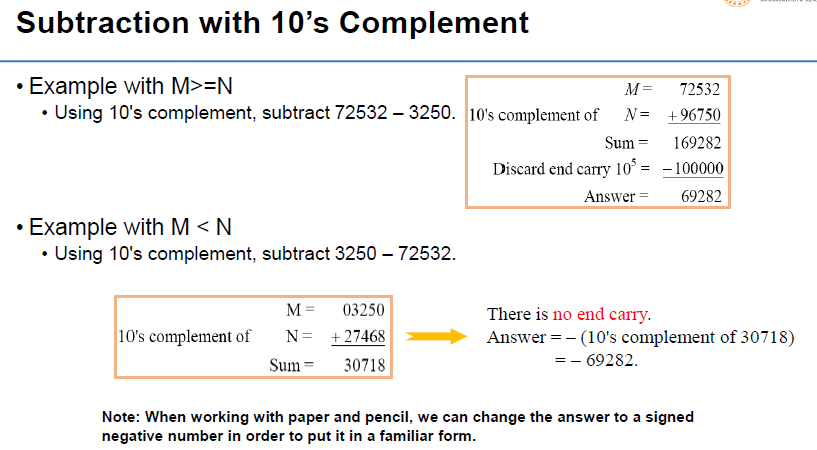 Subtraction with 10's Complement
• Example with M>=N
• Using 10's complement, subtract 72532 – 3250.
M = 72532
10's complement of N = + 96750
Sum = 169282
Discard end carry 10⁵ = – 100000
Answer = 69282
• Example with M < N
• Using 10's complement, subtract 3250 – 72532.
M = 03250
10's complement of N = + 27468
Sum = 30718
There is no end carry.
Answer = – (10's complement of 30718)
= – 69282.
Note: When working with paper and pencil, we can change the answer to a signed
negative number in order to put it in a familiar form.